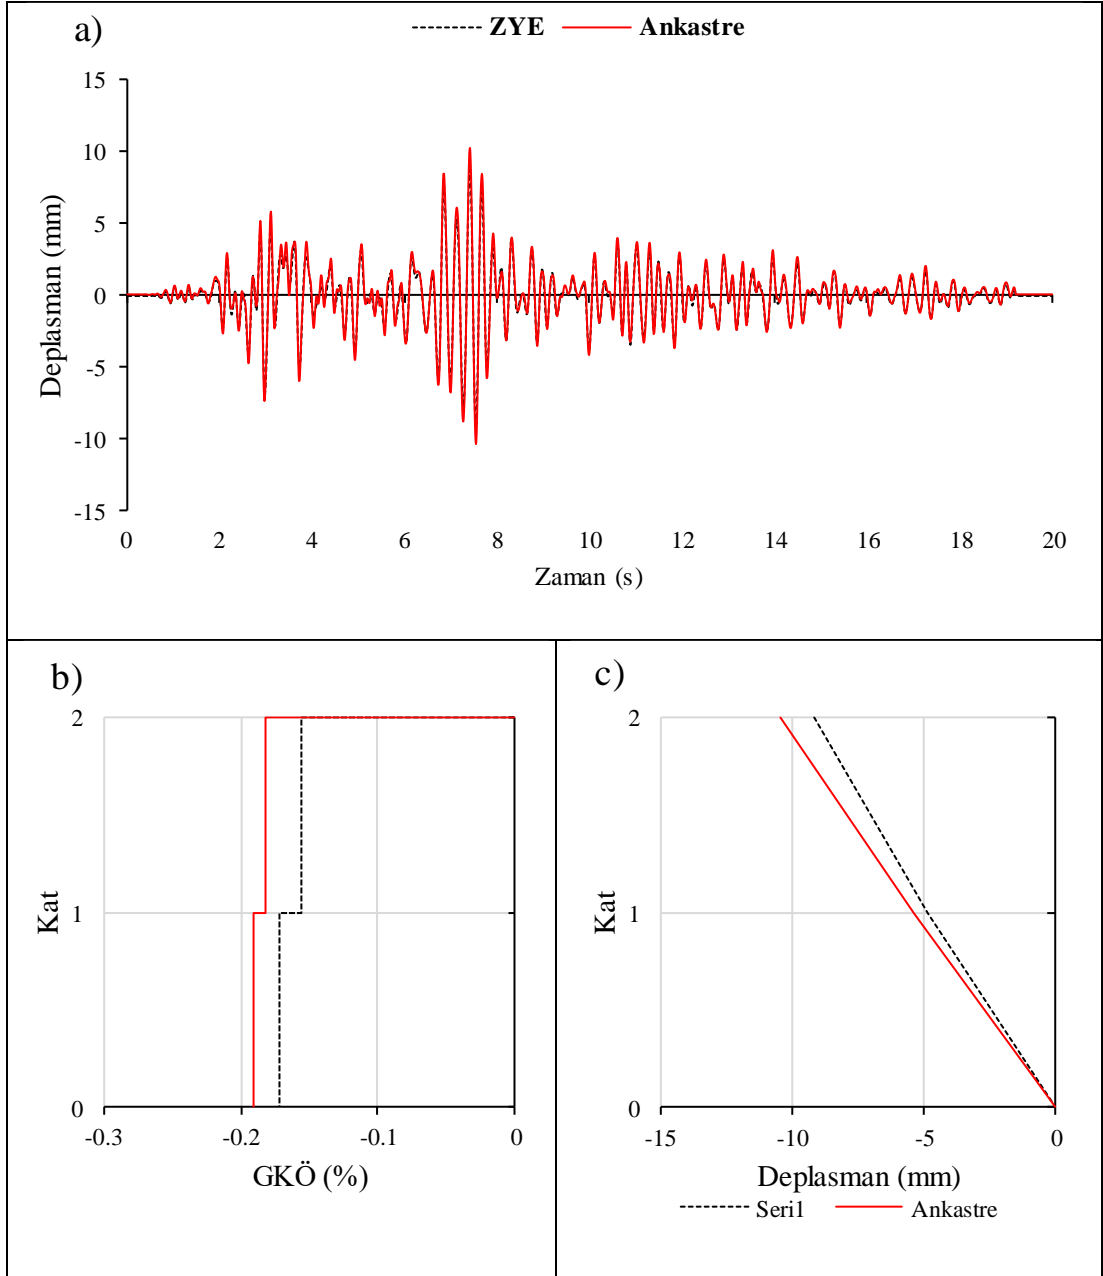 a)
ZYE Ankastre
15
10
5
0
-5
-10
-15
Deplasman (mm)
0 2 4 6 8 10 12 14 16 18 20
Zaman (s)
b)
2
1
0
Kat
-0.3 -0.2 -0.1 0
GKÖ (%)
c)
2
1
0
Kat
-15 -10 -5 0
Deplasman (mm)
Seri1 Ankastre